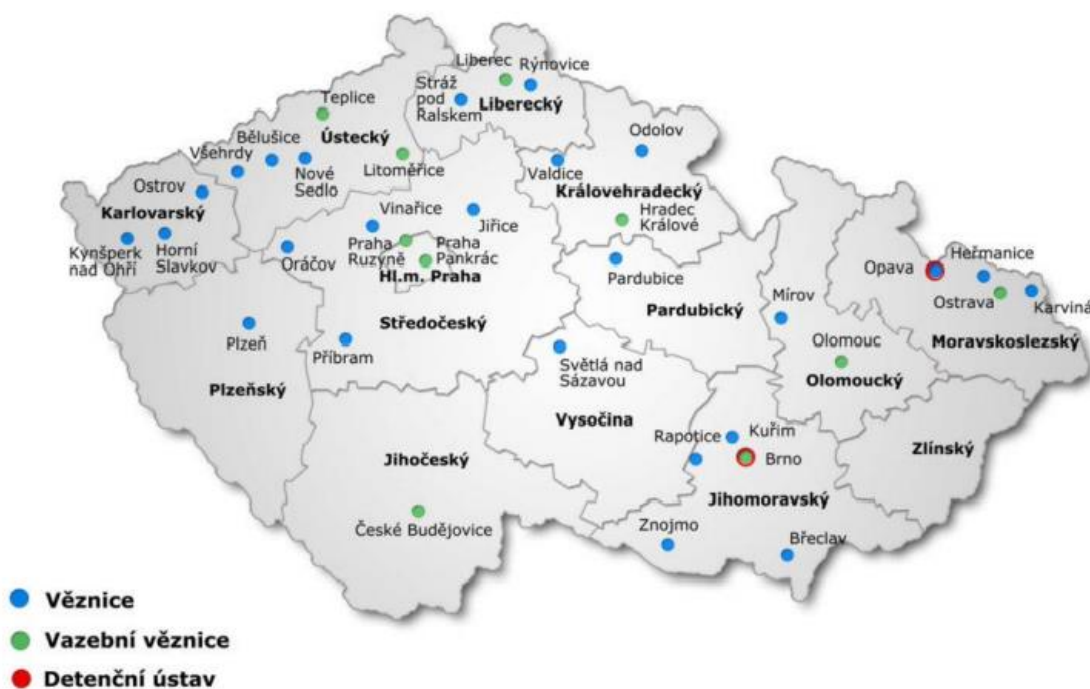 Liberec
Rýnovice
Stráž
pod
Ralskem
Liberecký
Teplice
Ústecký
Bělušice
Všehrdy
Nové
Sedlo
Litoměřice
Odolov
Valdice
Královehradecký
Hradec
Králové
Ostrov
Karlovarský
Kynšperk
nad Ohří
Horní
Slavkov
Vinařice
Jiřice
Oráčov
Praha
Ruzyně
Praha
Pankrác
Hl.m. Praha
Středočeský
Příbram
Plzeň
Plzeňský
Pardubice
Pardubický
Mírov
Opava
Heřmanice
Ostrava
Karviná
Moravskoslezský
Olomouc
Olomoucký
Světlá nad
Sázavou
Vysočina
Zlínský
Rapotice
Kuřim
Brno
Jihomoravský
Jihočeský
České Budějovice
Znojmo
Břeclav
Věznice
Vazební věznice
Detenční ústav